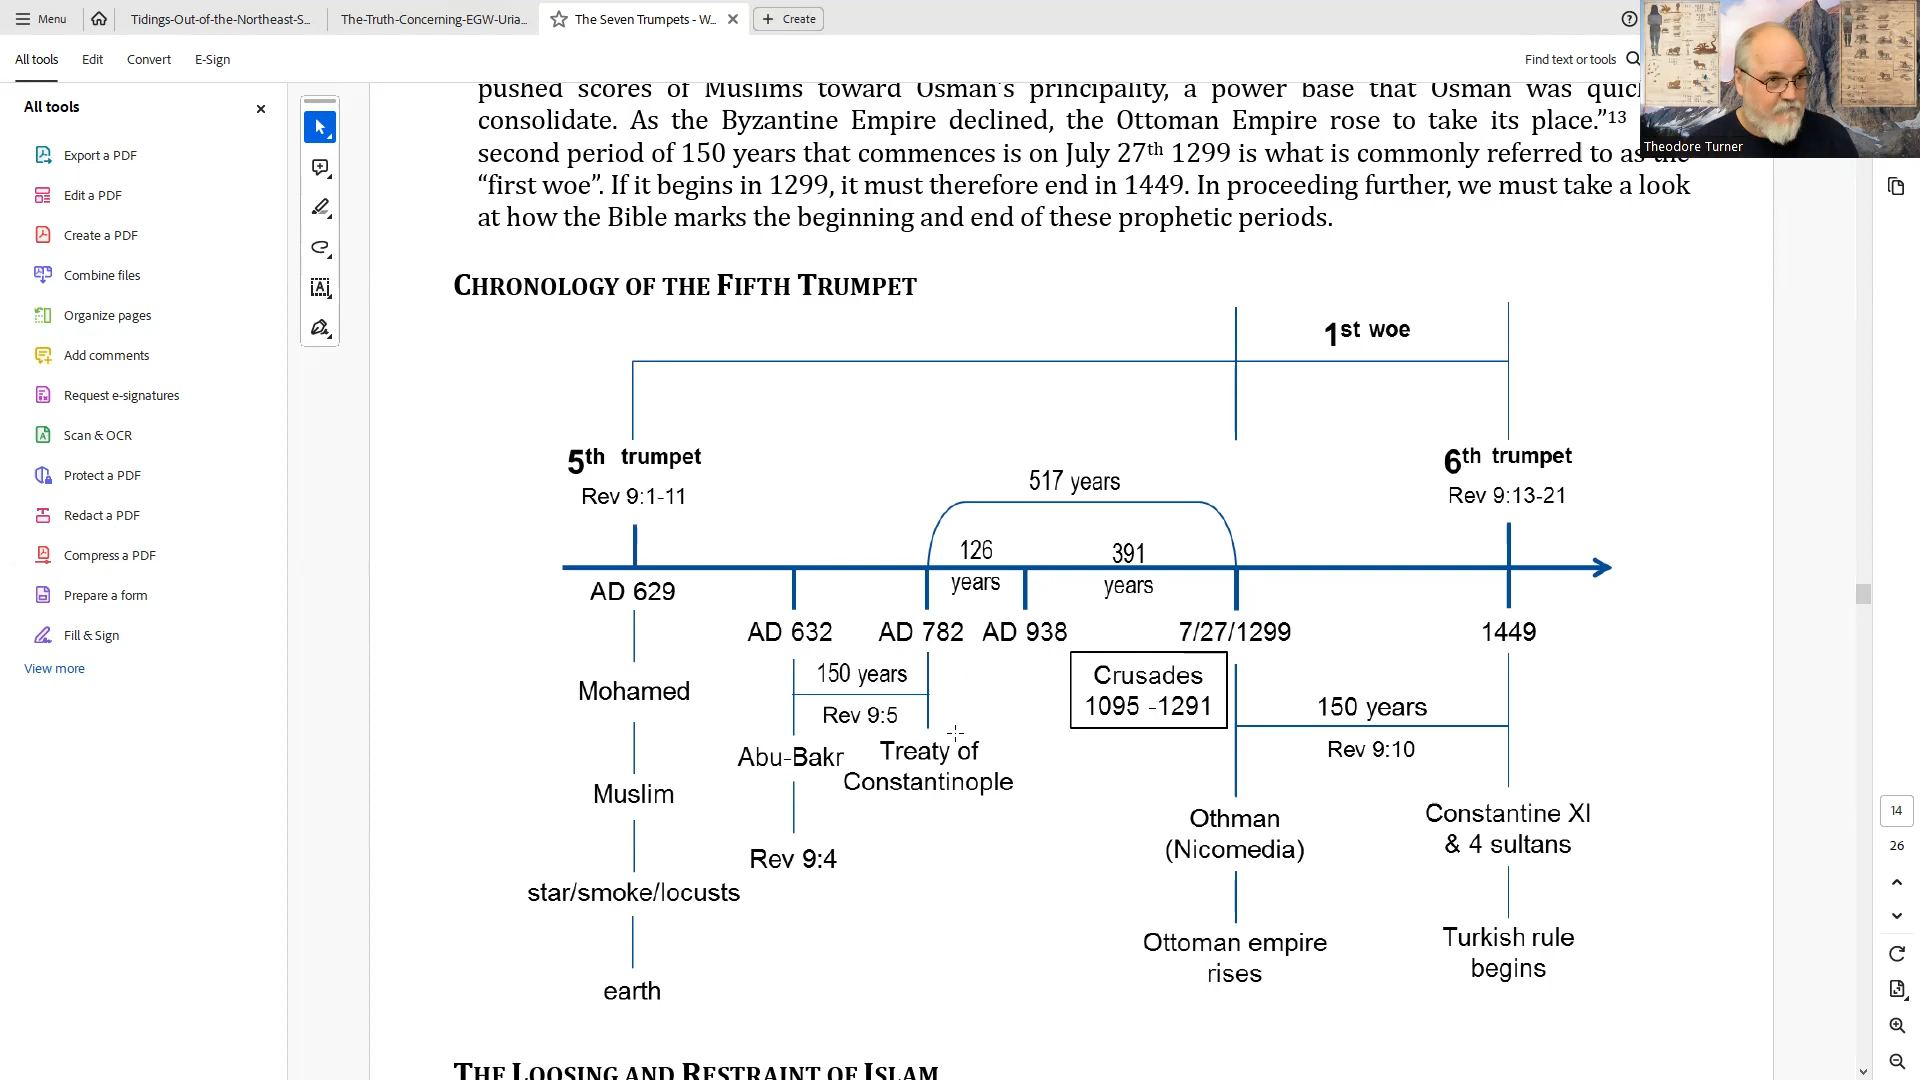 Menu
Tidings-Out-of-the-Northeast-S...
The-Truth-Concerning-EGW-Uria...
The Seven Trumpets - W...
Create
All tools
Edit
Convert
E-Sign
Find text or tools
Theodore Turner
All tools
Export a PDF
Edit a PDF
Create a PDF
Combine files
Organize pages
Add comments
Request e-signatures
Scan & OCR
Protect a PDF
Redact a PDF
Compress a PDF
Prepare a form
Fill & Sign
View more
pushed scores of Muslims toward Osman's principality, a power base that Osman was
consolidate. As the Byzantine Empire declined, the Ottoman Empire rose to take its place.”13
second period of 150 years that commences is on July 27th 1299 is what is commonly referred to as the
“first woe”. If it begins in 1299, it must therefore end in 1449. In proceeding further, we must take a look
at how the Bible marks the beginning and end of these prophetic periods.
CHRONOLOGY OF THE FIFTH TRUMPET
1st woe
5th trumpet
Rev 9:1-11
6th trumpet
Rev 9:13-21
517 years
126
years
391
years
AD 629
AD 632
AD 782
AD 938
7/27/1299
1449
150 years
Rev 9:5
Crusades
1095 -1291
150 years
Rev 9:10
Mohamed
Abu-Bakr
Treaty of
Constantinople
Muslim
Othman
(Nicomedia)
Constantine XI
& 4 sultans
Rev 9:4
star/smoke/locusts
Ottoman empire
rises
Turkish rule
begins
earth
THE LOOSING AND RESTRAINT OF ISLAM
14
26